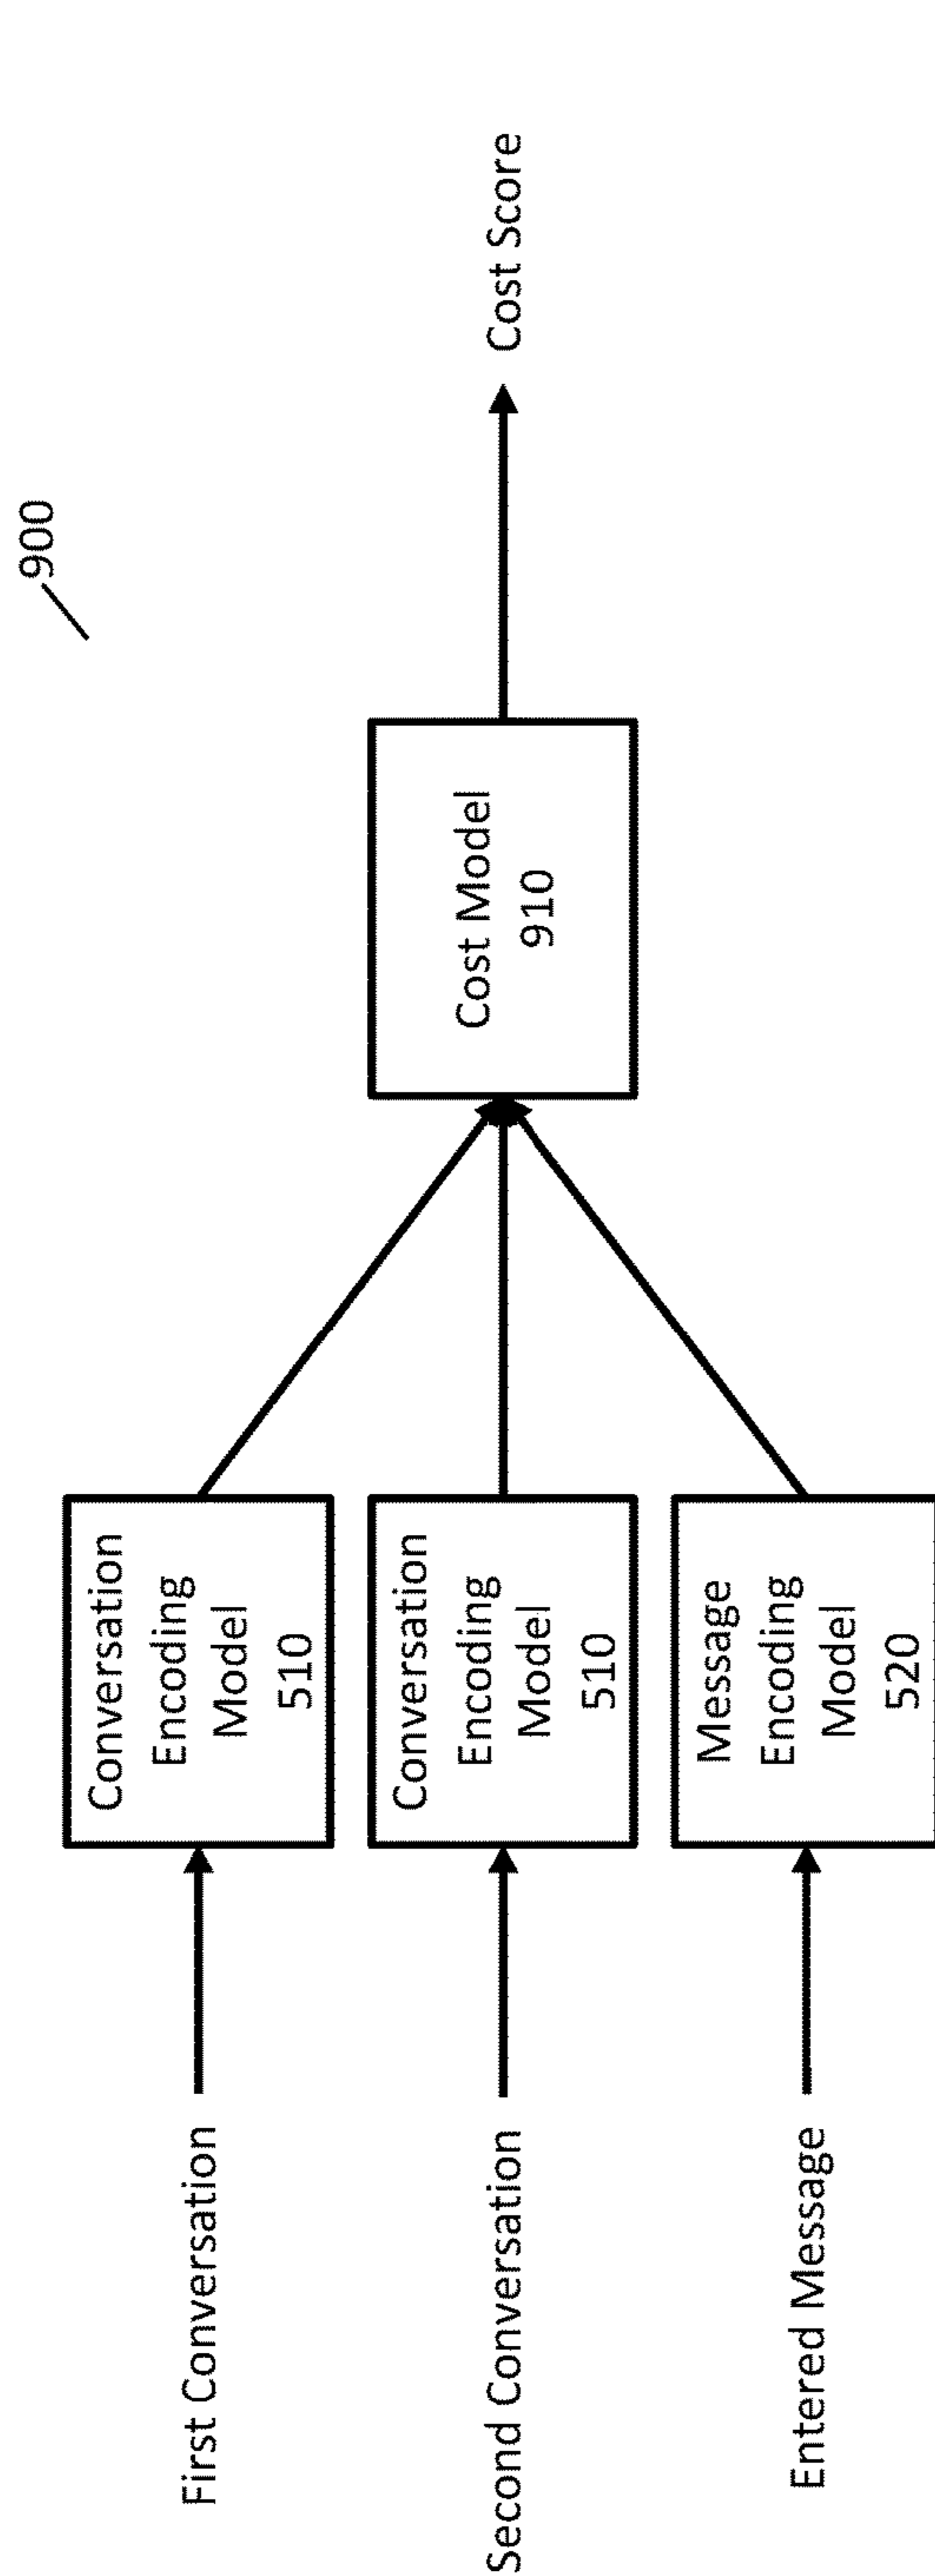 900
First Conversation
Conversation
Encoding
Model
510
Second Conversation
Conversation
Encoding
Model
510
Cost Model
910
Cost Score
Entered Message
Message
Encoding
Model
520